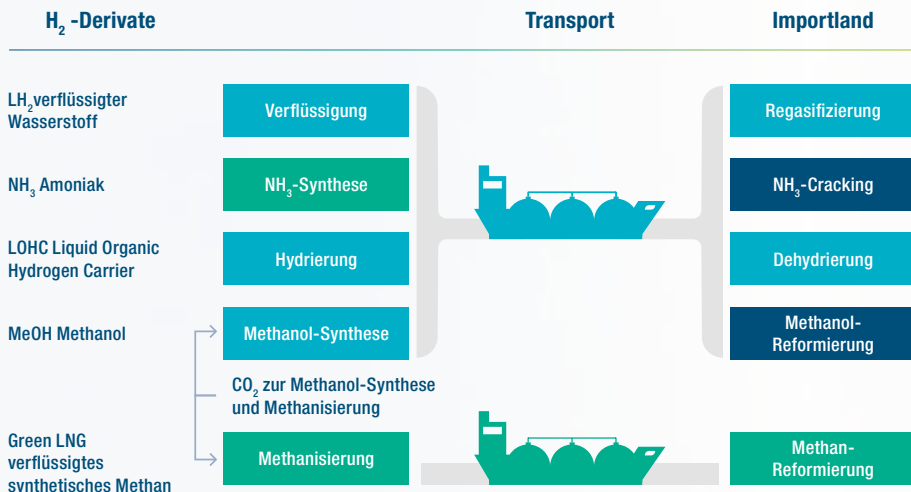 H₂ -Derivate
Transport
Importland
LH₂verflüssigter
Wasserstoff
Verflüssigung
Regasifizierung
NH₃ Amoniak
NH₃-Synthese
NH₃-Cracking
LOHC Liquid Organic
Hydrogen Carrier
Hydrierung
Dehydrierung
MeOH Methanol
Methanol-Synthese
Methanol-
Reformierung
CO₂ zur Methanol-Synthese
und Methanisierung
Green LNG
verflüssigtes
synthetisches Methan
Methanisierung
Methan-
Reformierung